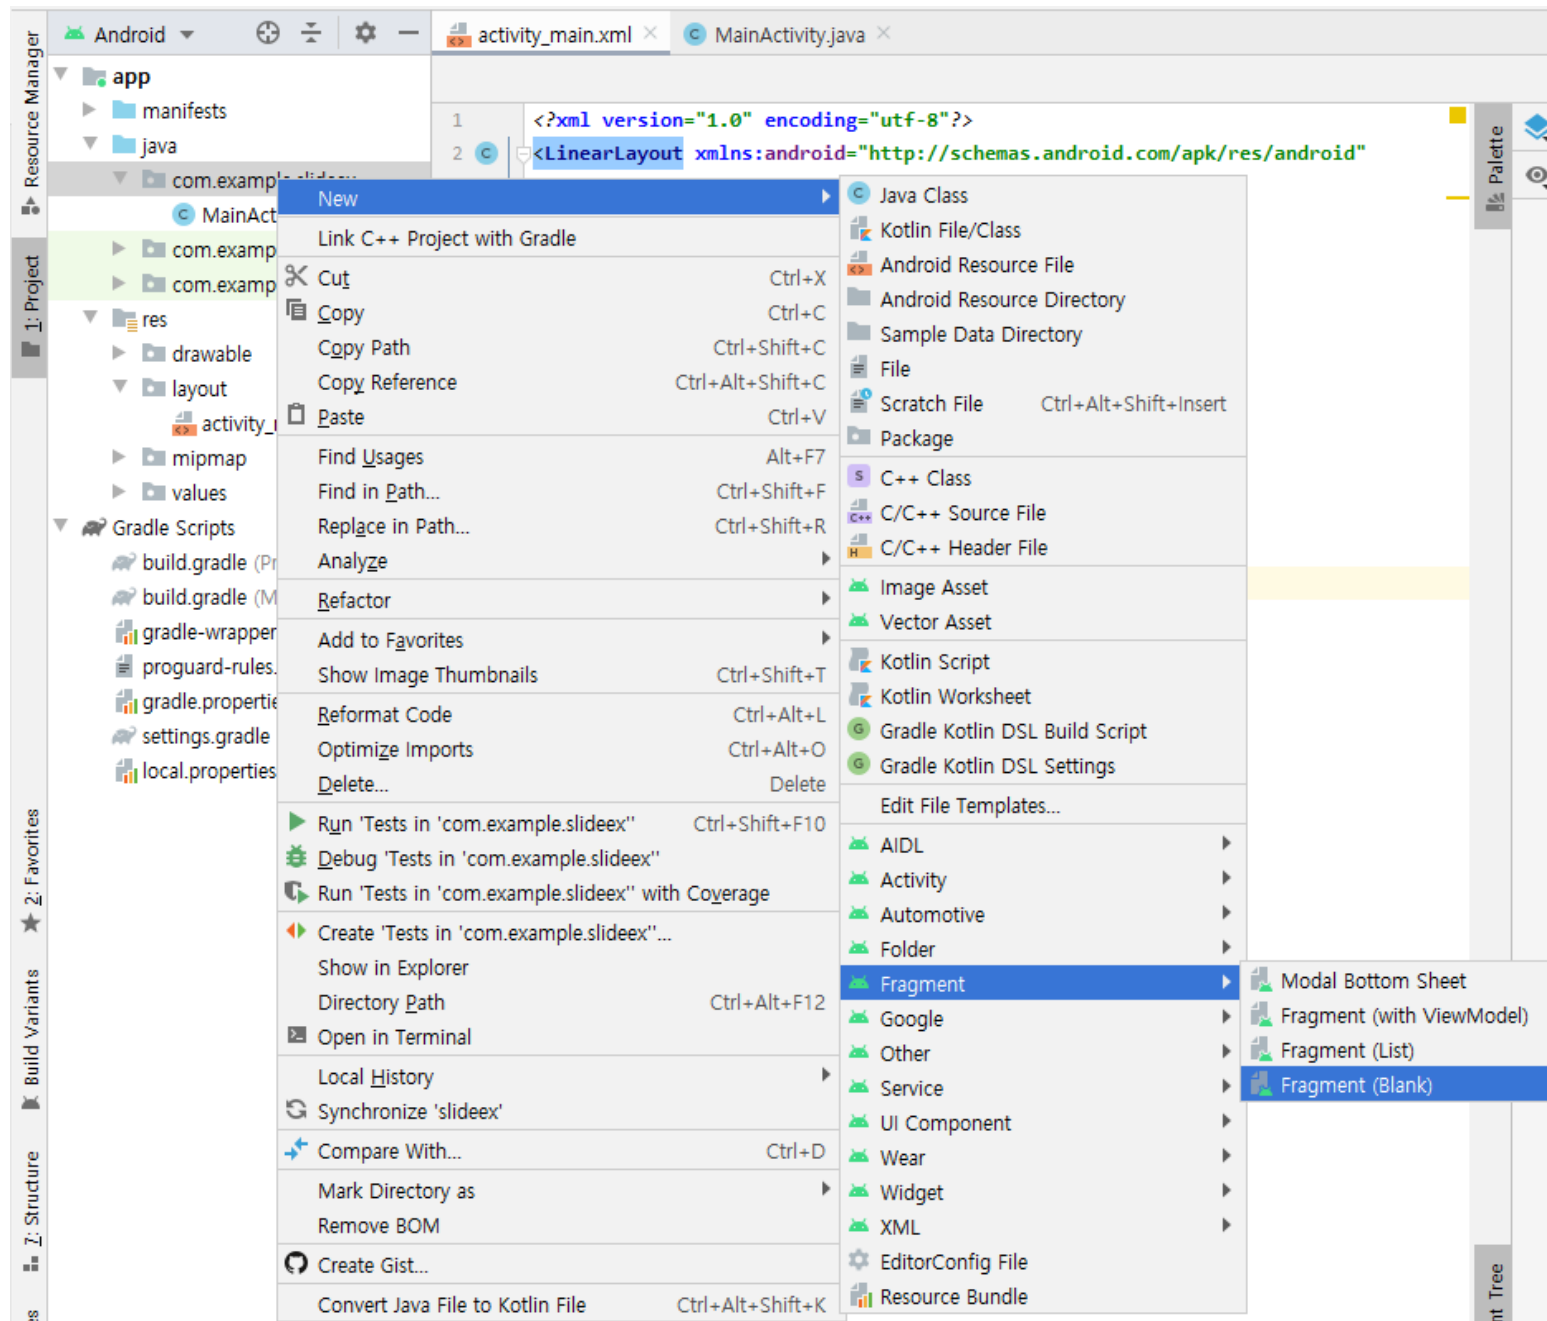 Android
activity_main.xml
MainActivity.java
Resource Manager
1: Project
2: Favorites
Build Variants
7: Structure
app
manifests
java
com.example.slideex
MainAct
com.examp
com.examp
res
drawable
layout
activity_
mipmap
values
Gradle Scripts
build.gradle (Pr
build.gradle (M
gradle-wrapper
proguard-rules.
gradle.properti
settings.gradle
local.properties
1 <?xml version="1.0" encoding="utf-8"?>
2 <LinearLayout xmlns:android="http://schemas.android.com/apk/res/android"
Palette
New
Link C++ Project with Gradle
Cut Ctrl+X
Copy Ctrl+C
Copy Path Ctrl+Shift+C
Copy Reference Ctrl+Alt+Shift+C
Paste Ctrl+V
Find Usages Alt+F7
Find in Path... Ctrl+Shift+F
Replace in Path... Ctrl+Shift+R
Analyze
Refactor
Add to Favorites
Show Image Thumbnails Ctrl+Shift+T
Reformat Code Ctrl+Alt+L
Optimize Imports Ctrl+Alt+O
Delete... Delete
Run 'Tests in 'com.example.slideex'' Ctrl+Shift+F10
Debug 'Tests in 'com.example.slideex''
Run 'Tests in 'com.example.slideex'' with Coverage
Create 'Tests in 'com.example.slideex''...
Show in Explorer
Directory Path Ctrl+Alt+F12
Open in Terminal
Local History
Synchronize 'slideex'
Compare With... Ctrl+D
Mark Directory as
Remove BOM
Create Gist...
Convert Java File to Kotlin File Ctrl+Alt+Shift+K
Java Class
Kotlin File/Class
Android Resource File
Android Resource Directory
Sample Data Directory
File
Scratch File Ctrl+Alt+Shift+Insert
Package
C++ Class
C/C++ Source File
C/C++ Header File
Image Asset
Vector Asset
Kotlin Script
Kotlin Worksheet
Gradle Kotlin DSL Build Script
Gradle Kotlin DSL Settings
Edit File Templates...
AIDL
Activity
Automotive
Folder
Fragment
Google
Other
Service
UI Component
Wear
Widget
XML
EditorConfig File
Resource Bundle
Modal Bottom Sheet
Fragment (with ViewModel)
Fragment (List)
Fragment (Blank)
nt Tree